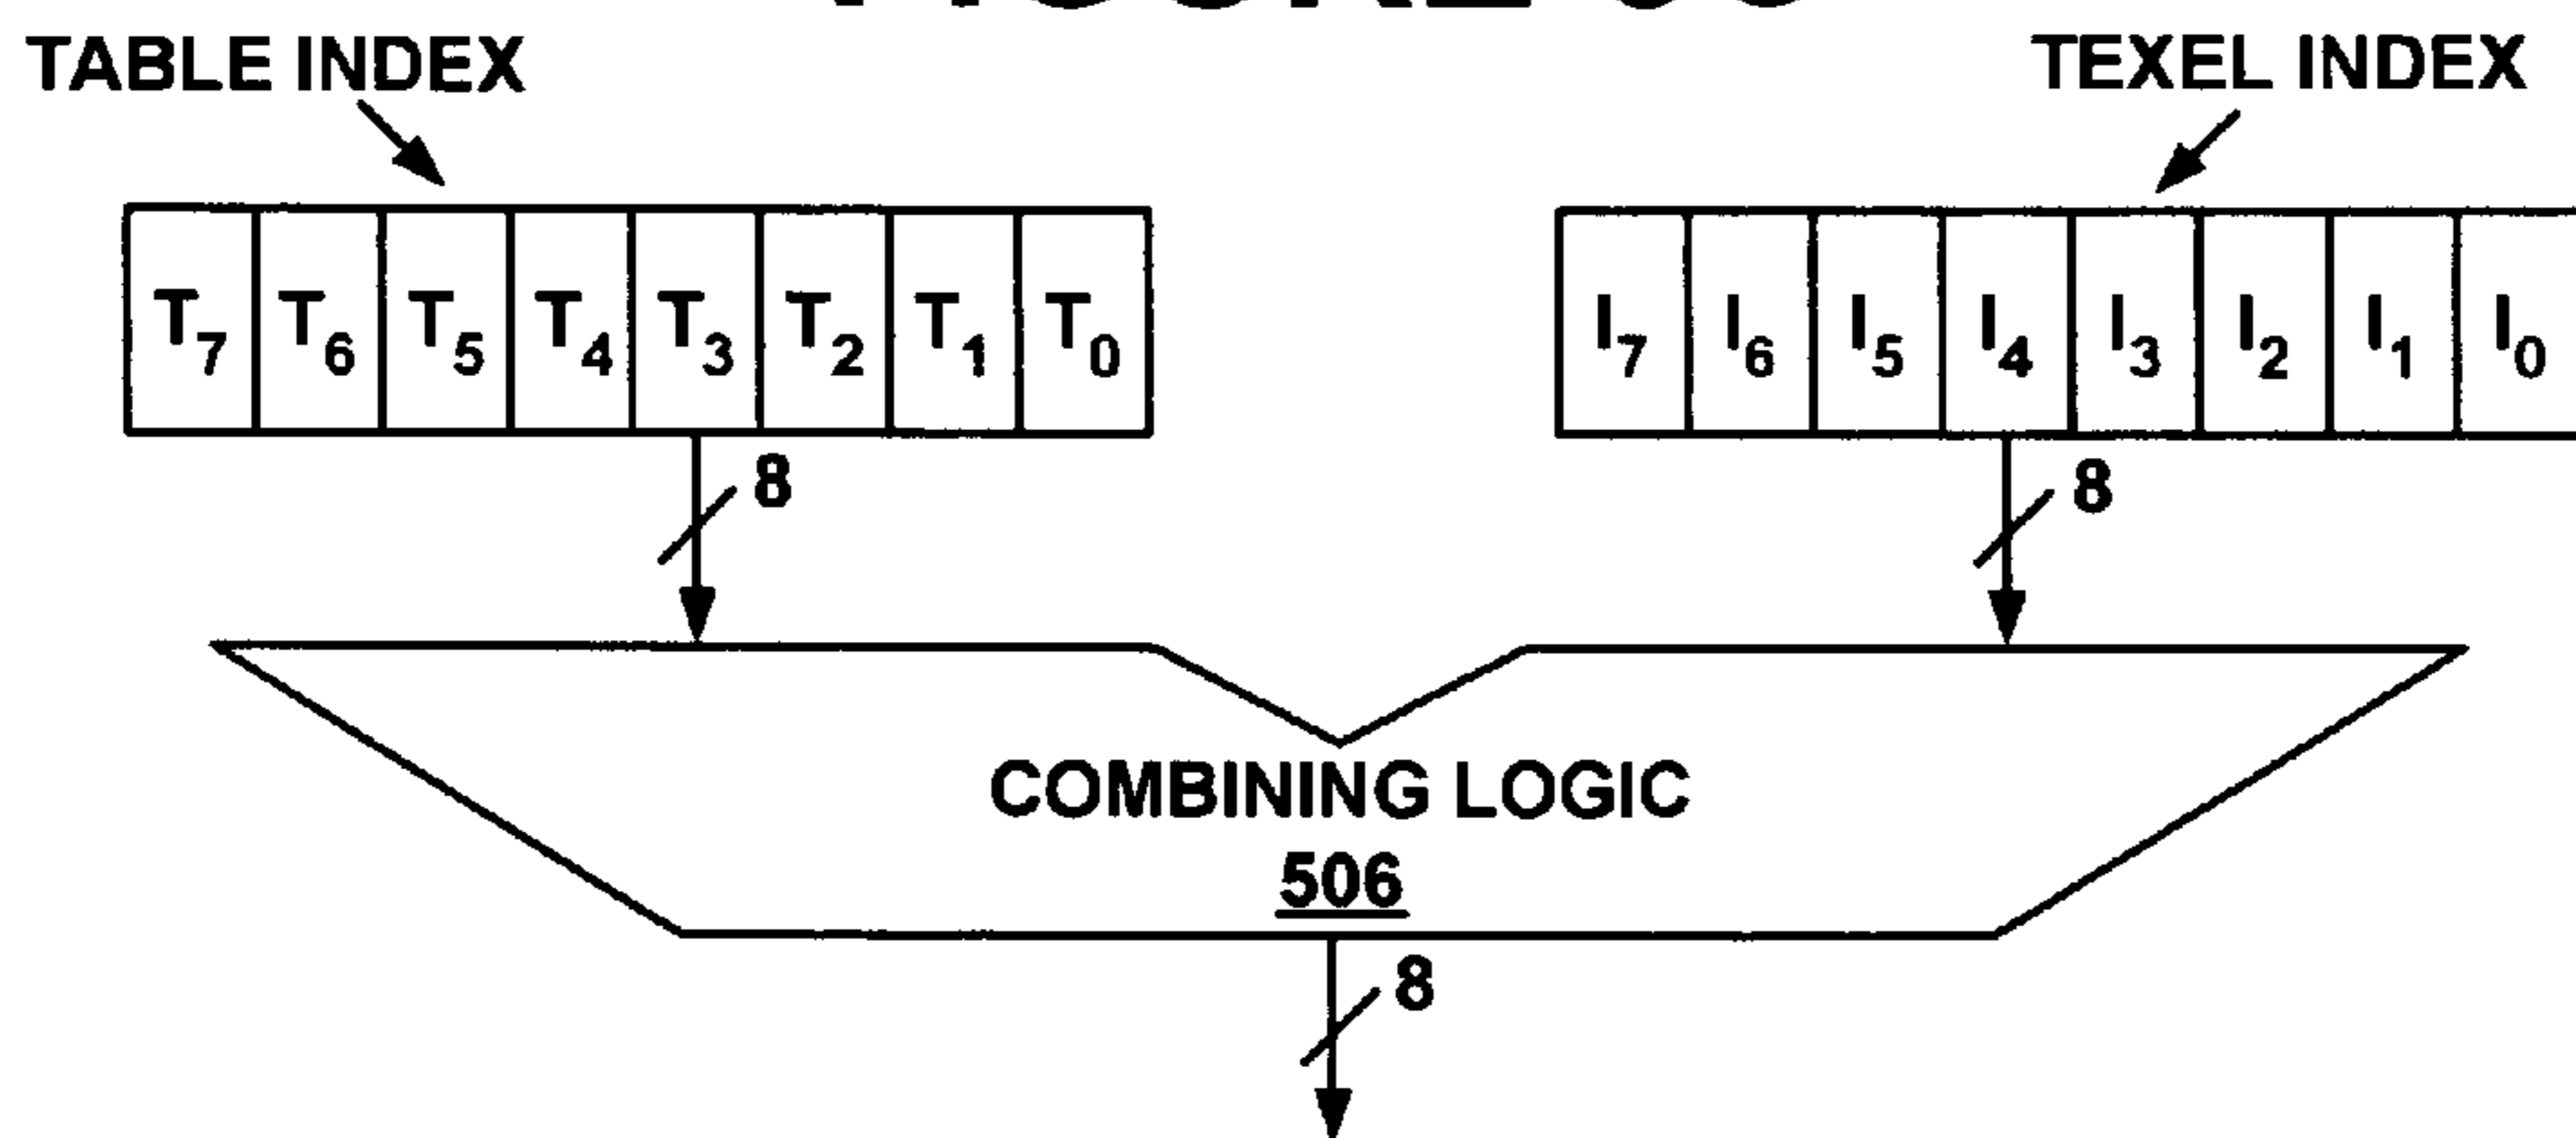 TABLE INDEX TEXEL INDEX
T7 T6 T5 T4 T3 T2 T1 T0 I7 I6 I5 I4 I3 I2 I1 I0
8 8
COMBINING LOGIC
506
8